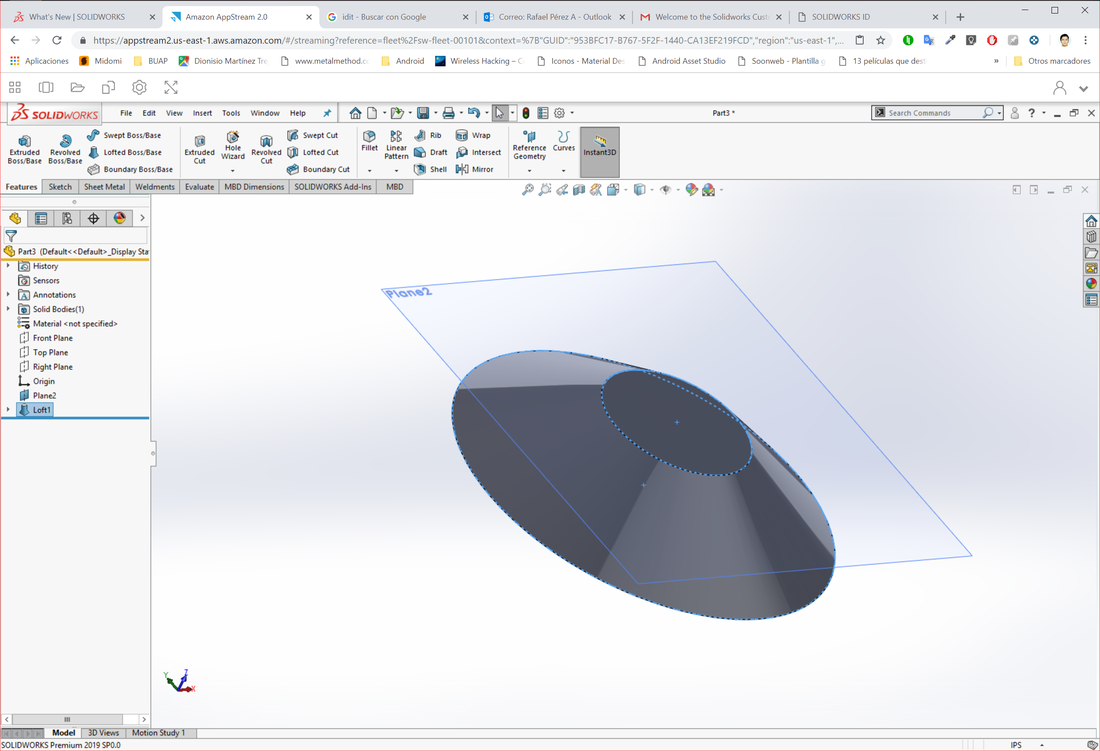 What's New | SOLIDWORKS
Amazon AppStream 2.0
idit - Buscar con Google
Correo: Rafael Pérez A - Outlook
Welcome to the Solidworks Cust
SOLIDWORKS ID
https://appstream2.us-east-1.aws.amazon.com/#/streaming?reference=fleet%2Fsw-fleet-00101&context=%7B"GUID":"953BFC17-B767-5F2F-1440-CA13EF219FCD","region":"us-east-1",...
Aplicaciones
Midomi
BUAP
Dionisio Martínez Tr
www.metalmethod.c
Android
Wireless Hacking – C
Iconos - Material Des
Android Asset Studio
Soonweb - Plantilla g
13 películas que dest
»
Otros marcadores
SOLIDWORKS
File Edit View Insert Tools Window Help
Part3 *
Search Commands
?
Extruded Boss/Base
Revolved Boss/Base
Swept Boss/Base
Lofted Boss/Base
Boundary Boss/Base
Extruded Cut
Hole Wizard
Revolved Cut
Swept Cut
Lofted Cut
Boundary Cut
Fillet
Linear Pattern
Rib
Draft
Shell
Wrap
Intersect
Mirror
Reference Geometry
Curves
Instant3D
Features Sketch Sheet Metal Weldments Evaluate MBD Dimensions SOLIDWORKS Add-Ins MBD
Part3 (Default<<Default>_Display Sta
History
Sensors
Annotations
Solid Bodies(1)
Material <not specified>
Front Plane
Top Plane
Right Plane
Origin
Plane2
Loft1
Plane2
Y Z X
Model 3D Views Motion Study 1
SOLIDWORKS Premium 2019 SP0.0
IPS